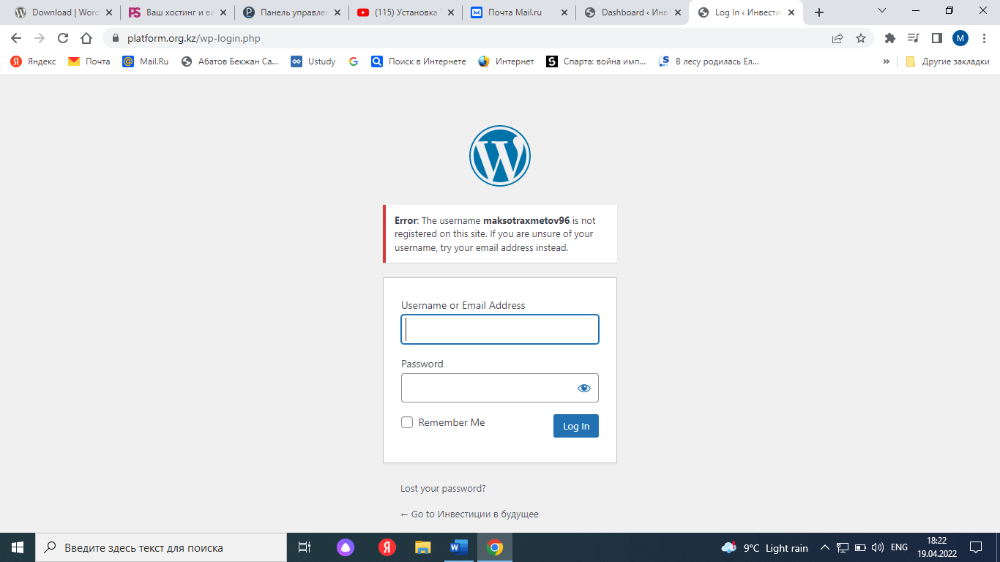 Download | Word
Ваш хостинг и ва
Панель управлен
(115) Установка
Почта Mail.ru
Dashboard ‹ Инв
Log In ‹ Инвести
platform.org.kz/wp-login.php
M
Яндекс
Почта
Mail.Ru
Абатов Бекжан Са...
Ustudy
Поиск в Интернете
Интернет
Спарта: война имп...
В лесу родилась Ел...
»
Другие закладки
Error: The username maksotraxmetov96 is not
registered on this site. If you are unsure of your
username, try your email address instead.
Username or Email Address
Password
Remember Me
Log In
Lost your password?
← Go to Инвестиции в будущее
Введите здесь текст для поиска
9°C Light rain
ENG
18:22
19.04.2022